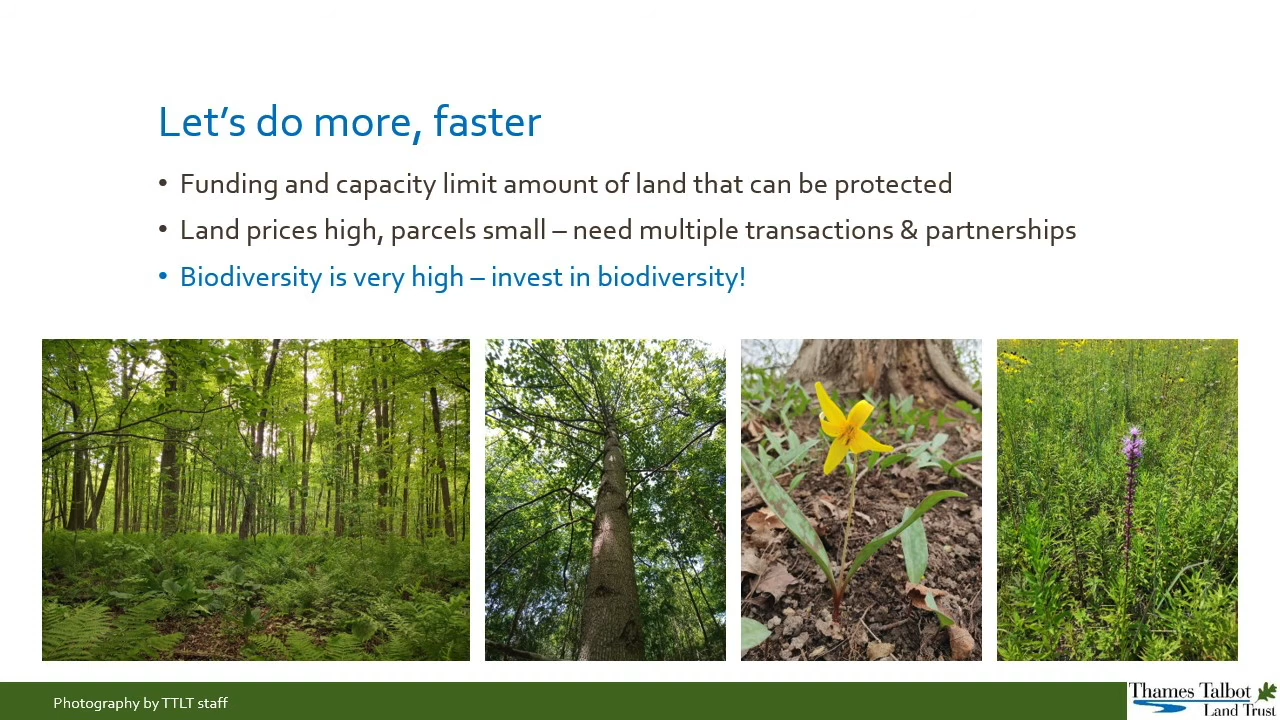 Let’s do more, faster
• Funding and capacity limit amount of land that can be protected
• Land prices high, parcels small – need multiple transactions & partnerships
• Biodiversity is very high – invest in biodiversity!
Photography by TTLT staff
Thames Talbot
Land Trust